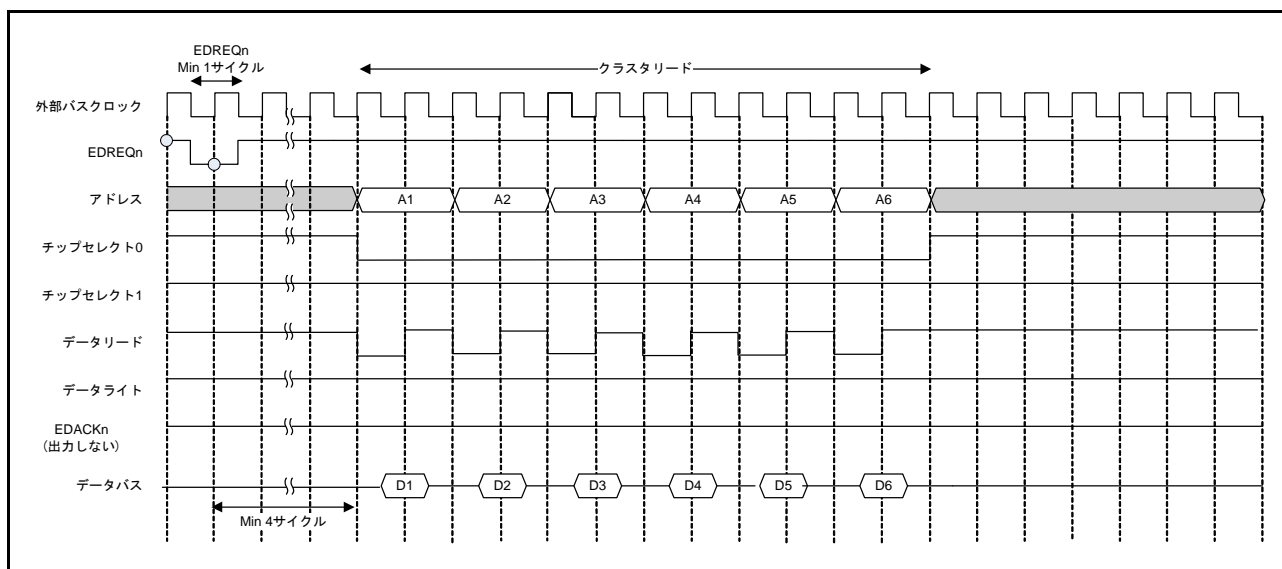 EDREQn
Min 1サイクル
クラスタリード
外部バスクロック
EDREQn
アドレス
A1
A2
A3
A4
A5
A6
チップセレクト0
チップセレクト1
データリード
データライト
EDACKn
(出力しない)
データバス
D1
D2
D3
D4
D5
D6
Min 4サイクル